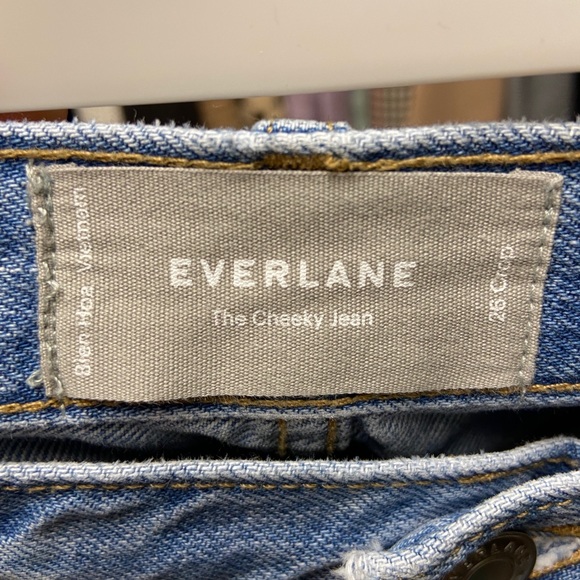 Bien Hoa Vietnam
EVERLANE
The Cheeky Jean
26 Crop